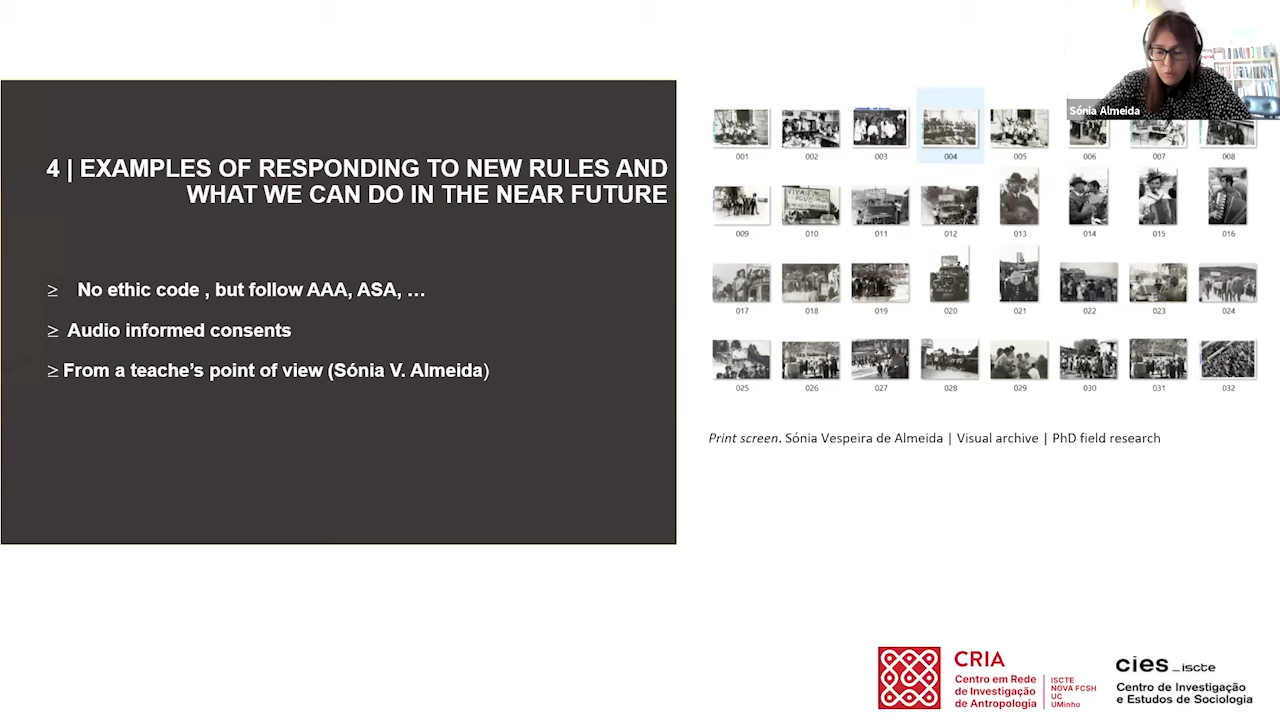 Sónia Almeida
4 | EXAMPLES OF RESPONDING TO NEW RULES AND
WHAT WE CAN DO IN THE NEAR FUTURE
≥ No ethic code , but follow AAA, ASA, …
≥ Audio informed consents
≥ From a teache’s point of view (Sónia V. Almeida)
001 002 003 004 005 006 007 008
009 010 011 012 013 014 015 016
017 018 019 020 021 022 023 024
025 026 027 028 029 030 031 032
Print screen. Sónia Vespeira de Almeida | Visual archive | PhD field research
CRIA
Centro em Rede
de Investigação
de Antropologia
ISCTE
NOVA FCSH
UC
UMinho
cies_iscte
Centro de Investigação
e Estudos de Sociologia